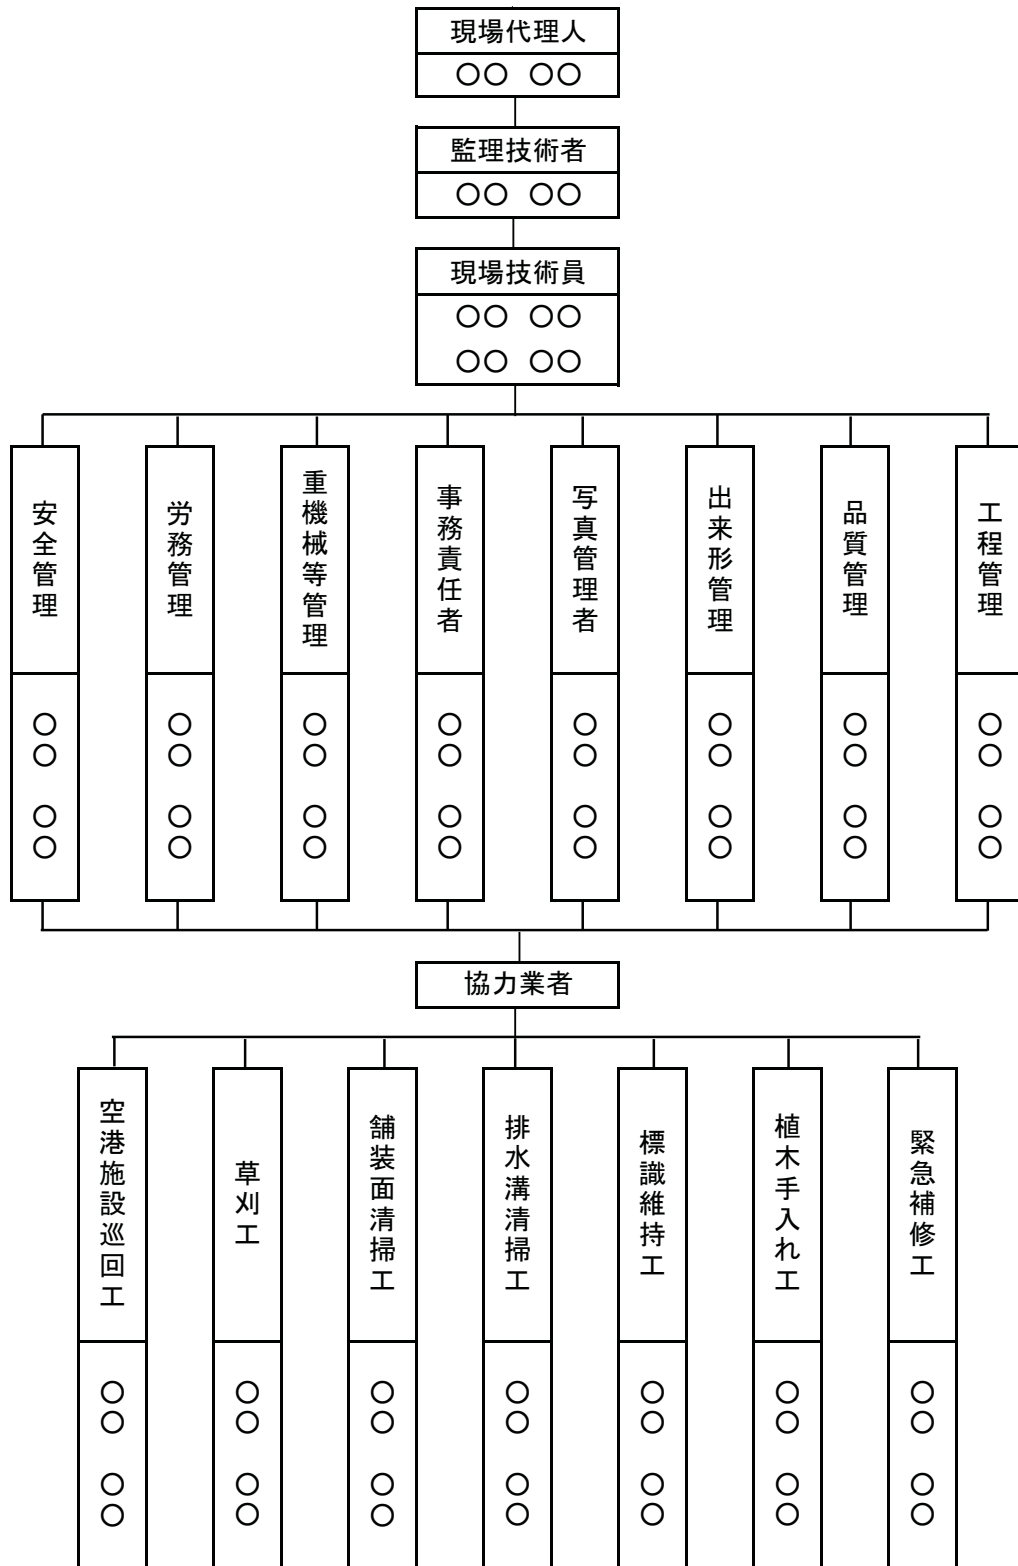 現場代理人
○○ ○○
監理技術者
○○ ○○
現場技術員
○○ ○○
○○ ○○
安全管理
○○ ○○
労務管理
○○ ○○
重機械等管理
○○ ○○
事務責任者
○○ ○○
写真管理者
○○ ○○
出来形管理
○○ ○○
品質管理
○○ ○○
工程管理
○○ ○○
協力業者
空港施設巡回工
○○ ○○
草刈工
○○ ○○
舗装面清掃工
○○ ○○
排水溝清掃工
○○ ○○
標識維持工
○○ ○○
植木手入れ工
○○ ○○
緊急補修工
○○ ○○